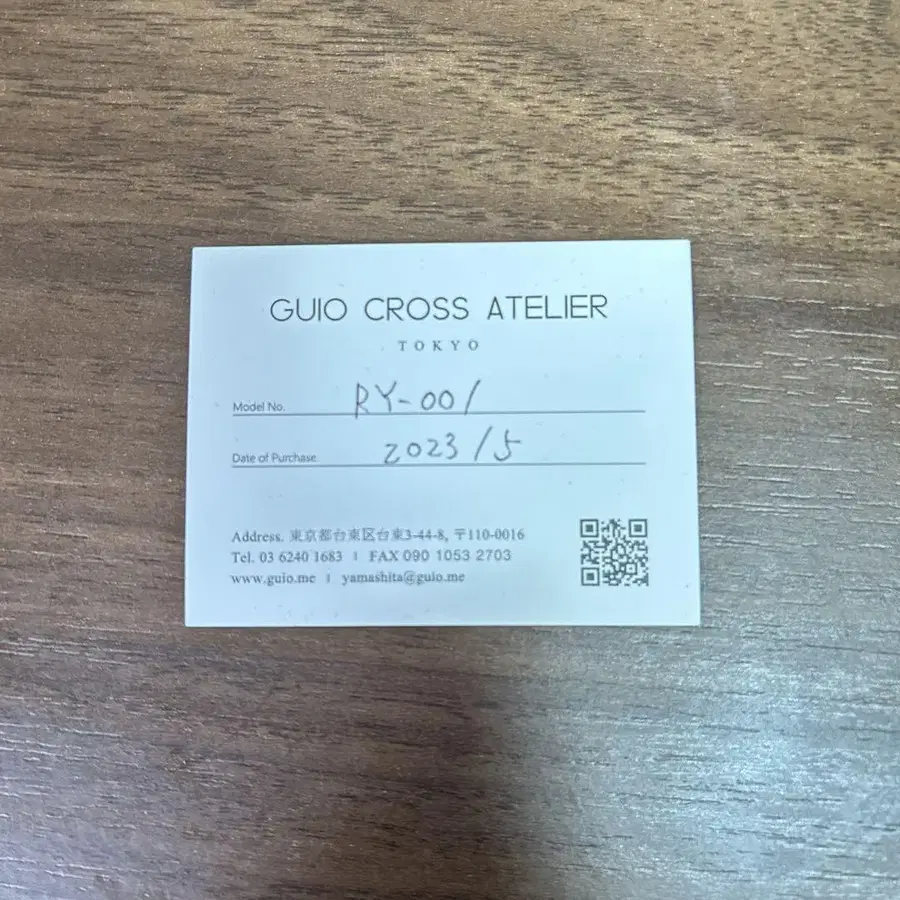 GUIO CROSS ATELIER
TOKYO
Model No. RY-001
Date of Purchase 2023/5
Address. 東京都台東区台東3-44-8, 〒110-0016
Tel. 03 6240 1683 | FAX 090 1053 2703
www.guio.me | yamashita@guio.me